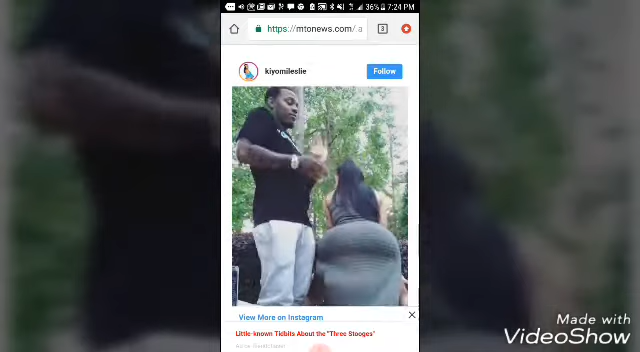 36% 7:24 PM
https://mtonews.com/.a
3
kiyomileslie
Follow
View More on Instagram
Little-known Tidbits About the "Three Stooges"
Made with
VideoShow